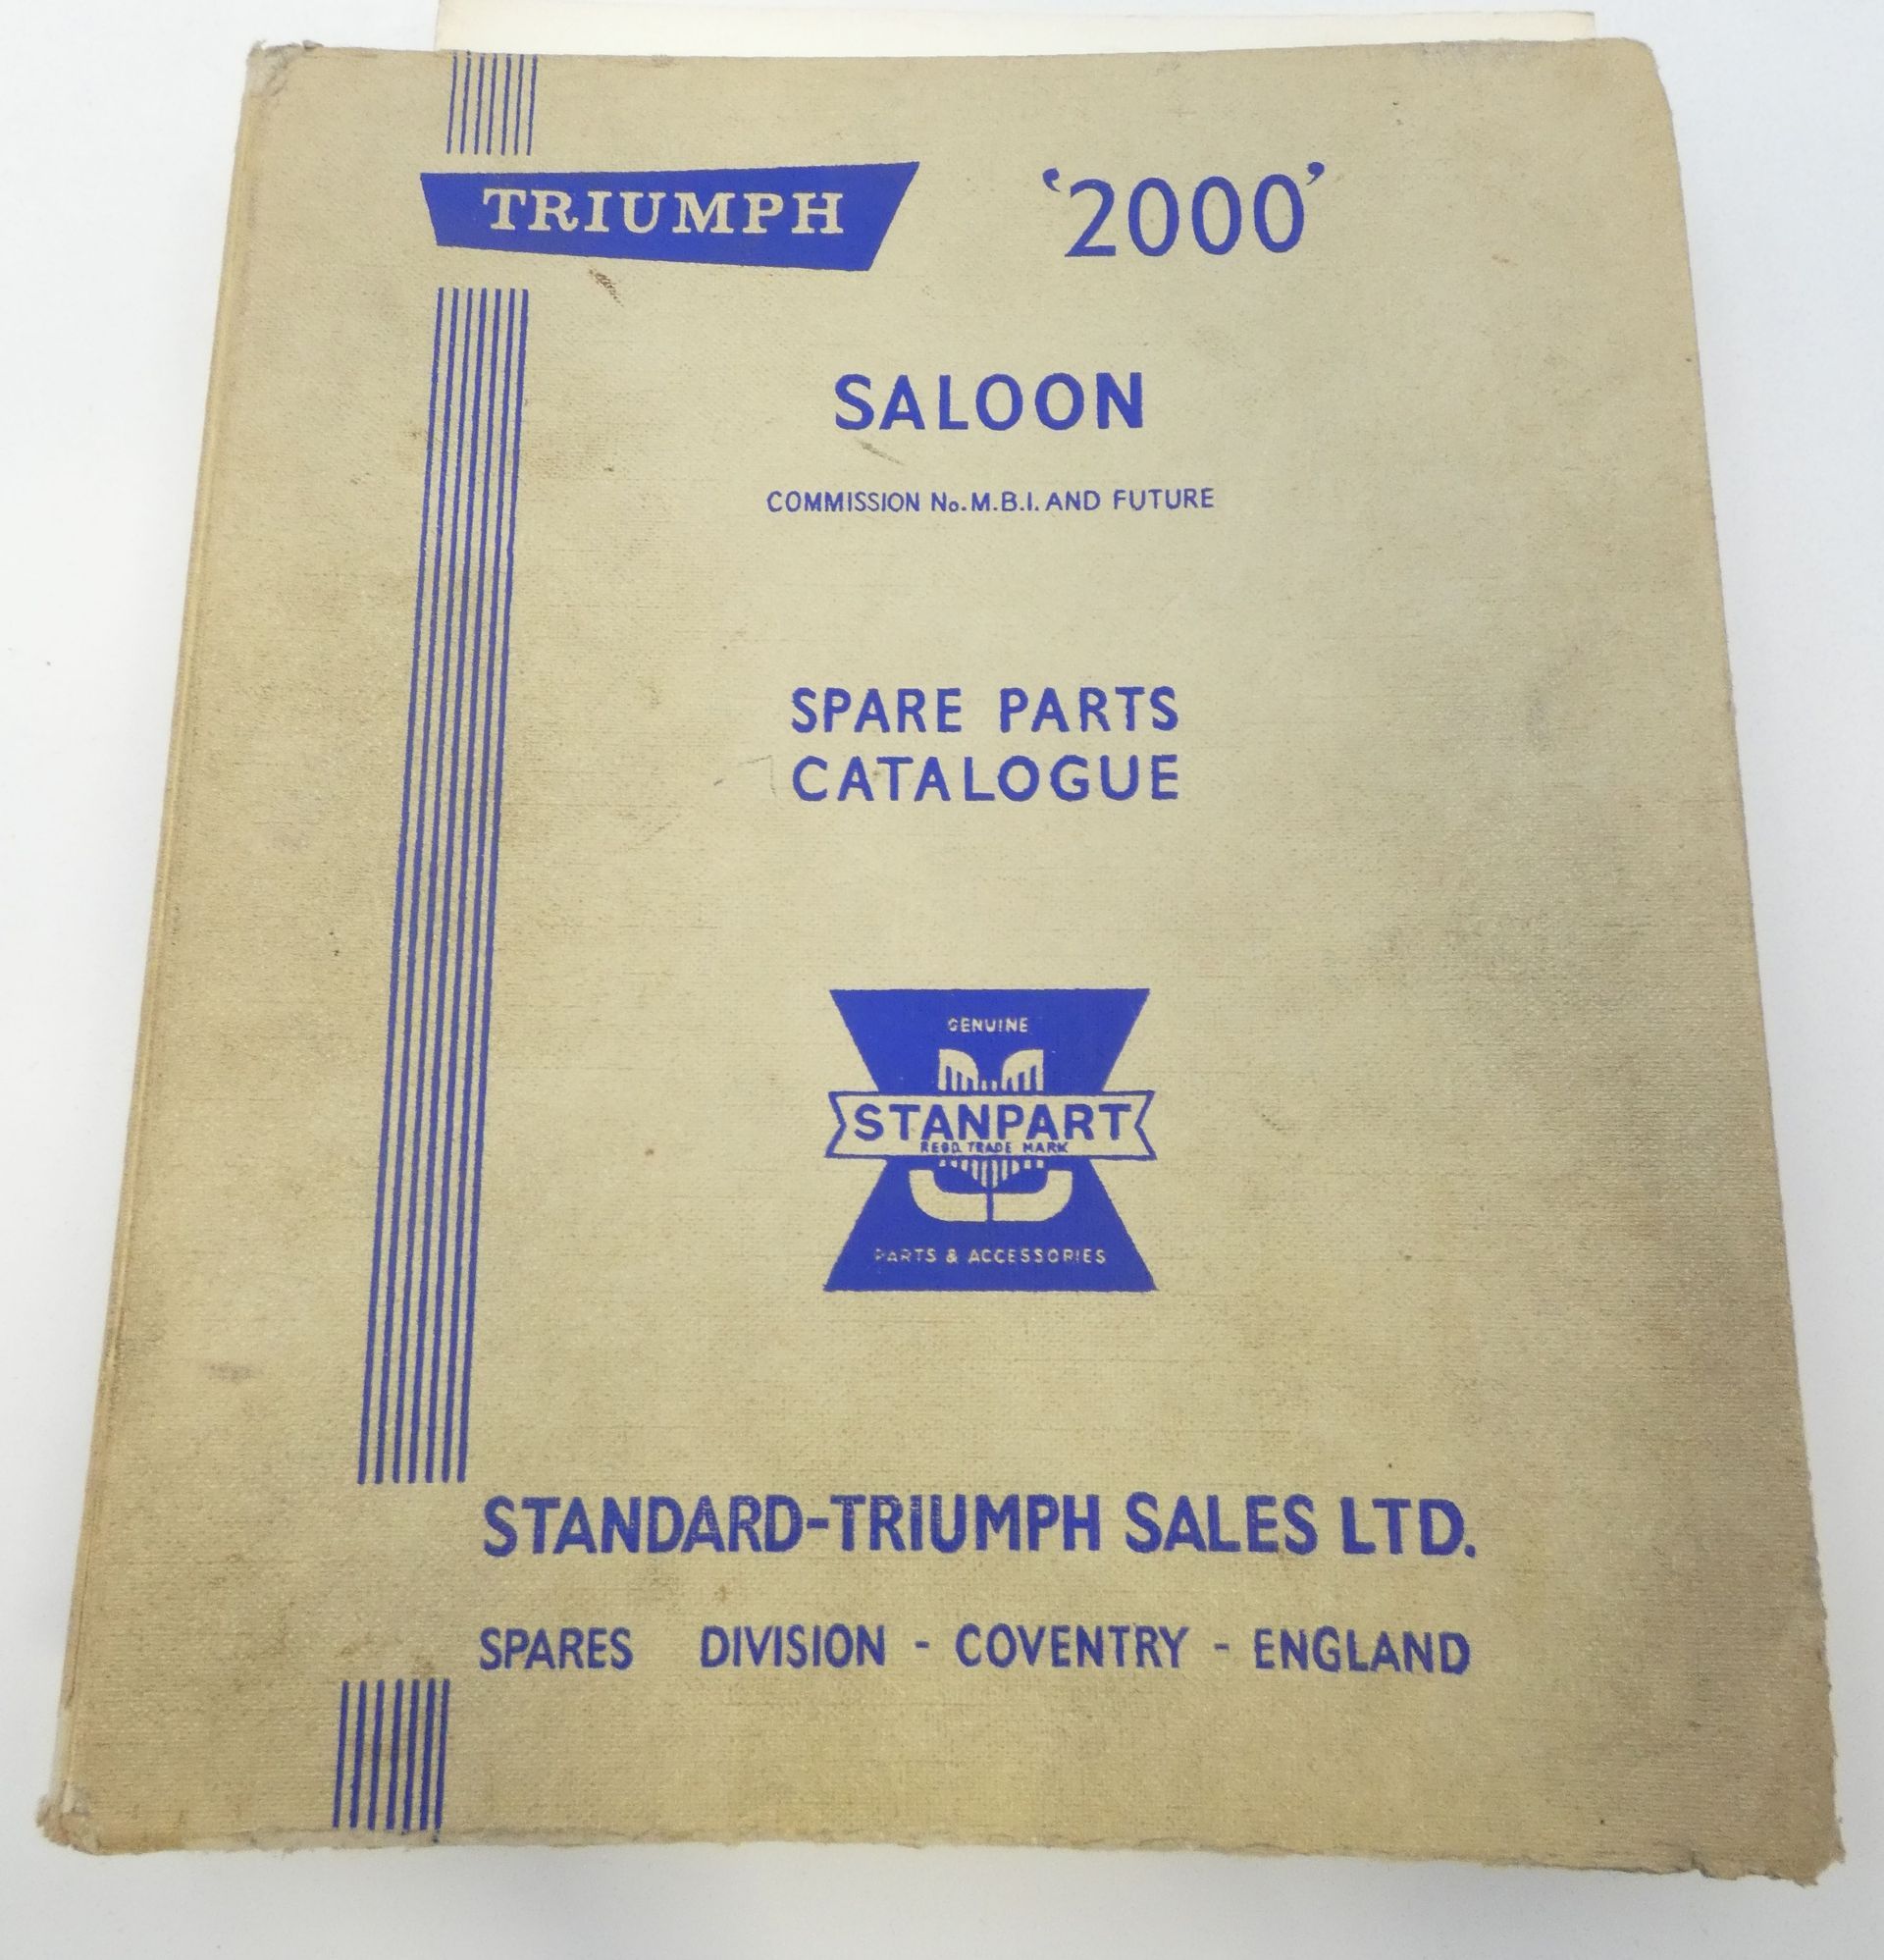 TRIUMPH ‘2000’
SALOON
COMMISSION No. M.B.I. AND FUTURE
SPARE PARTS
CATALOGUE
GENUINE
STANPART
REGD. TRADE MARK
PARTS & ACCESSORIES
STANDARD-TRIUMPH SALES LTD.
SPARES DIVISION - COVENTRY - ENGLAND